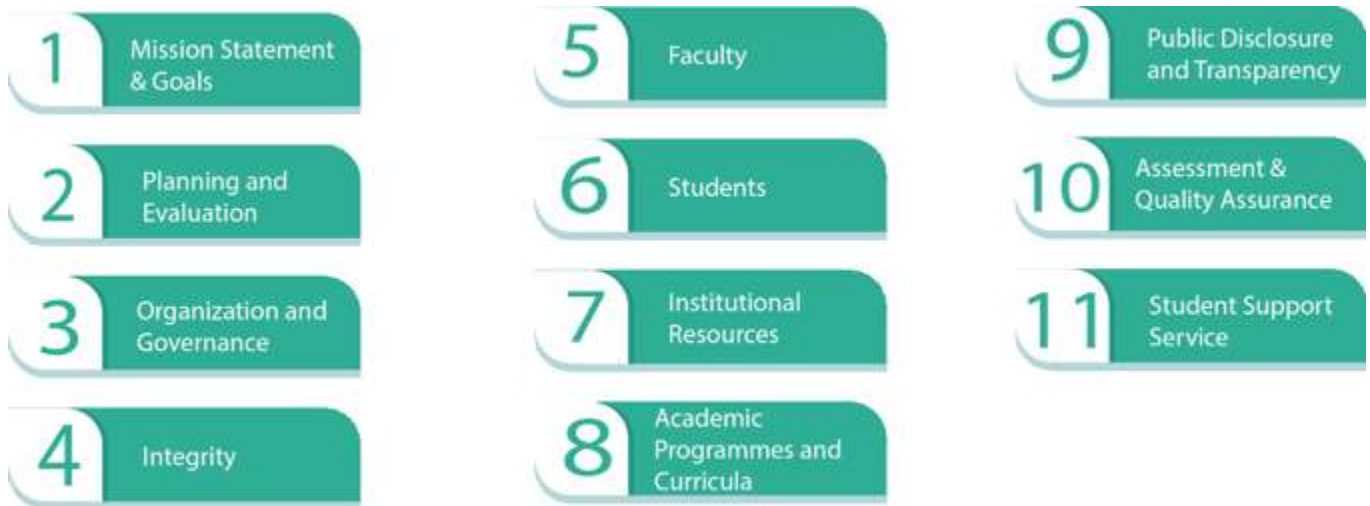 1
Mission Statement
& Goals
2
Planning and
Evaluation
3
Organization and
Governance
4
Integrity
5
Faculty
6
Students
7
Institutional
Resources
8
Academic
Programmes and
Curricula
9
Public Disclosure
and Transparency
10
Assessment &
Quality Assurance
11
Student Support
Service